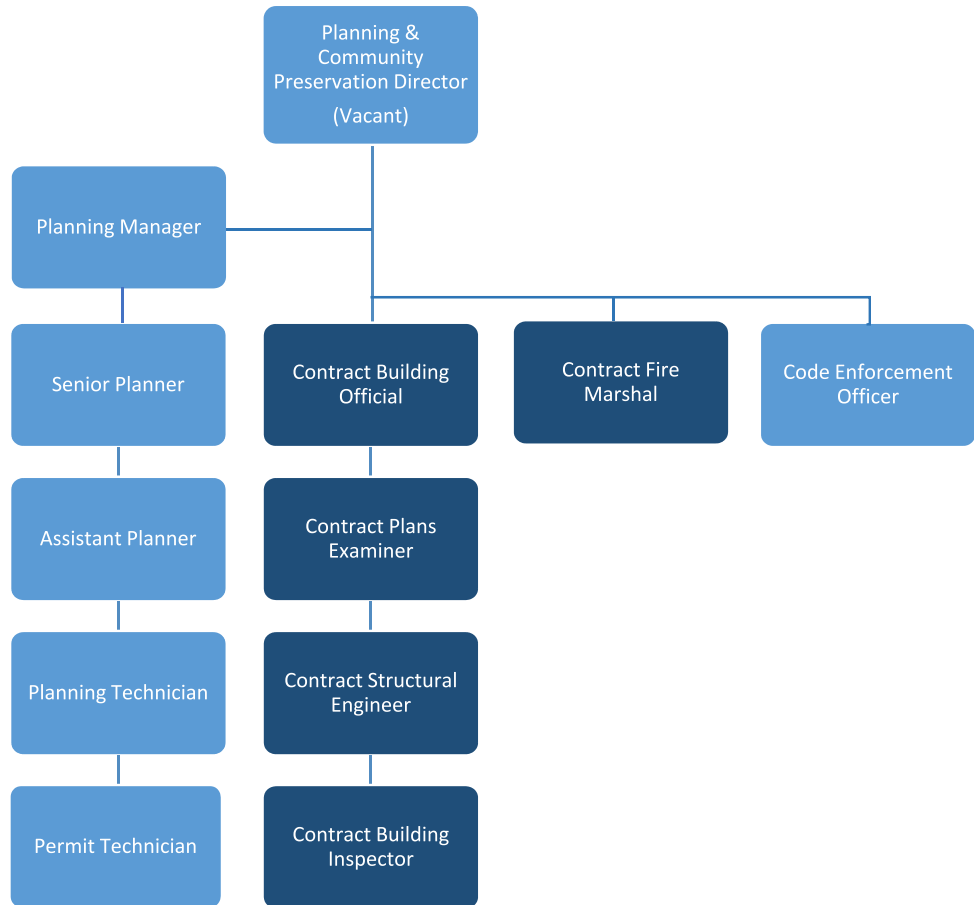 Planning &
Community
Preservation Director
(Vacant)
Planning Manager
Senior Planner
Contract Building
Official
Contract Fire
Marshal
Code Enforcement
Officer
Assistant Planner
Contract Plans
Examiner
Planning Technician
Contract Structural
Engineer
Permit Technician
Contract Building
Inspector